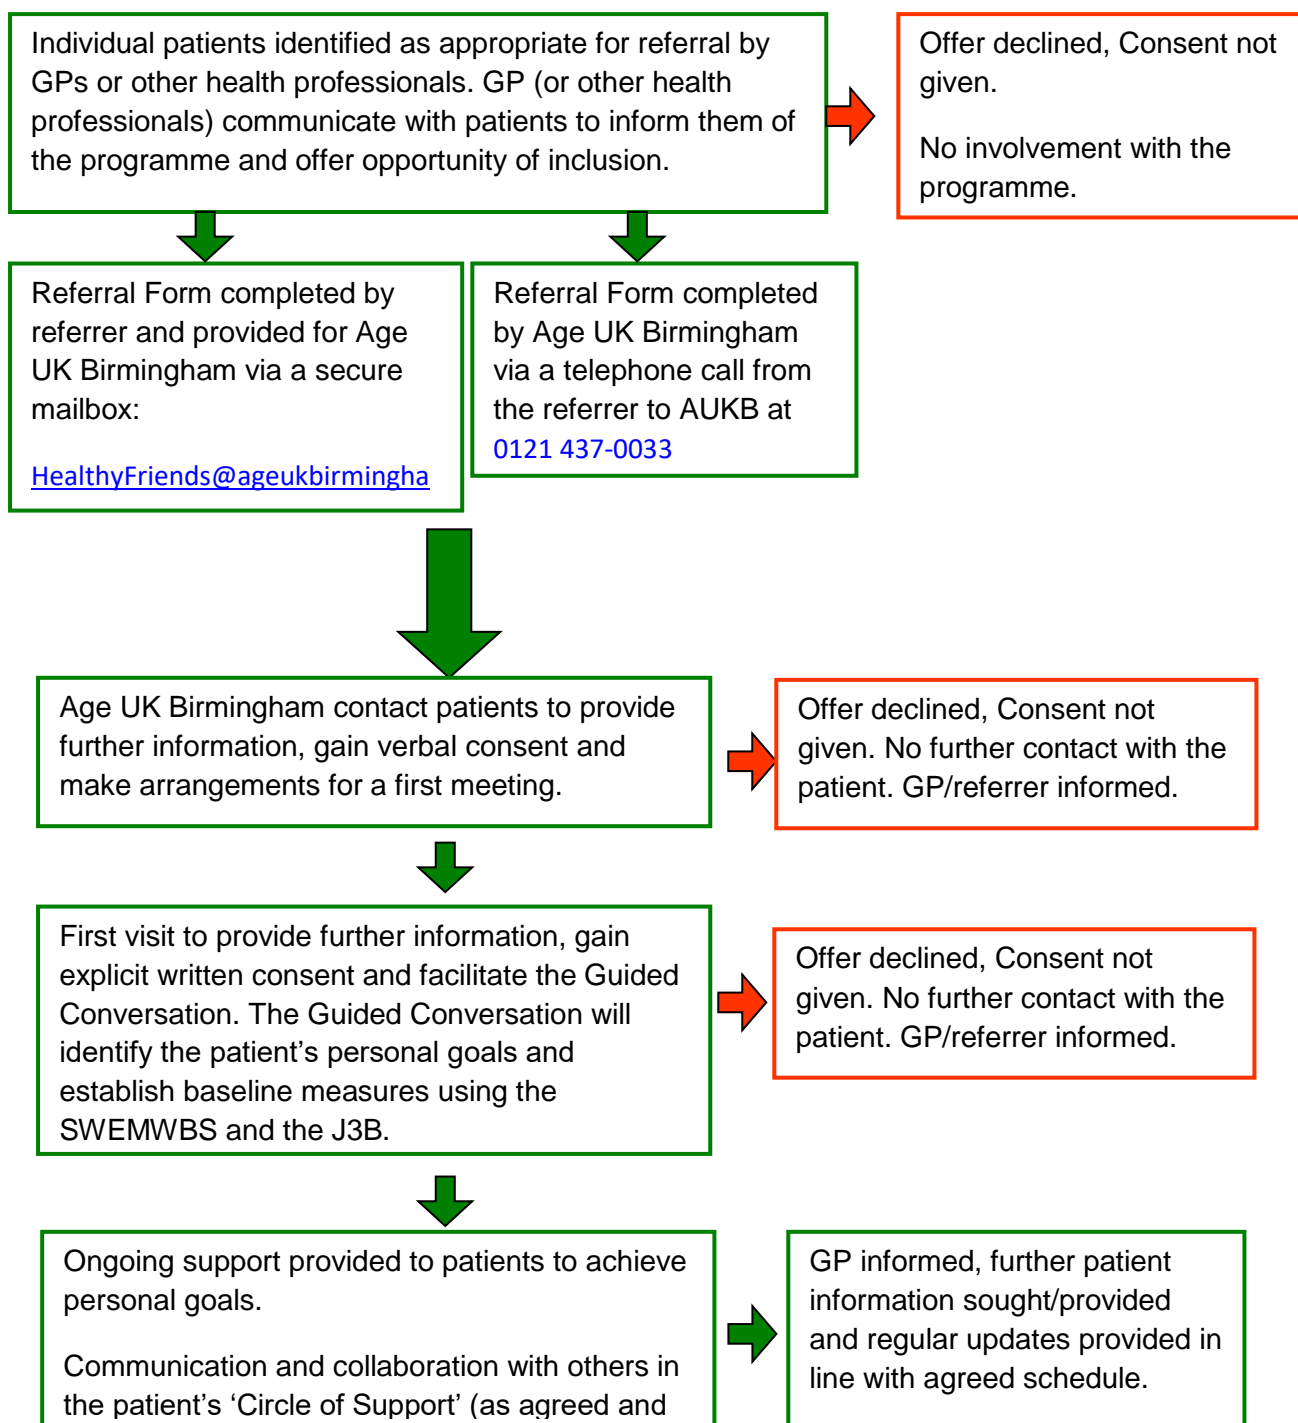 Individual patients identified as appropriate for referral by
GPs or other health professionals. GP (or other health
professionals) communicate with patients to inform them of
the programme and offer opportunity of inclusion.
Offer declined, Consent not
given.
No involvement with the
programme.
Referral Form completed by
referrer and provided for Age
UK Birmingham via a secure
mailbox:
HealthyFriends@ageukbirmingha
Referral Form completed
by Age UK Birmingham
via a telephone call from
the referrer to AUKB at
0121 437-0033
Age UK Birmingham contact patients to provide
further information, gain verbal consent and
make arrangements for a first meeting.
Offer declined, Consent not
given. No further contact with the
patient. GP/referrer informed.
First visit to provide further information, gain
explicit written consent and facilitate the Guided
Conversation. The Guided Conversation will
identify the patient’s personal goals and
establish baseline measures using the
SWEMWBS and the J3B.
Offer declined, Consent not
given. No further contact with the
patient. GP/referrer informed.
Ongoing support provided to patients to achieve
personal goals.
Communication and collaboration with others in
the patient’s ‘Circle of Support’ (as agreed and
GP informed, further patient
information sought/provided
and regular updates provided in
line with agreed schedule.